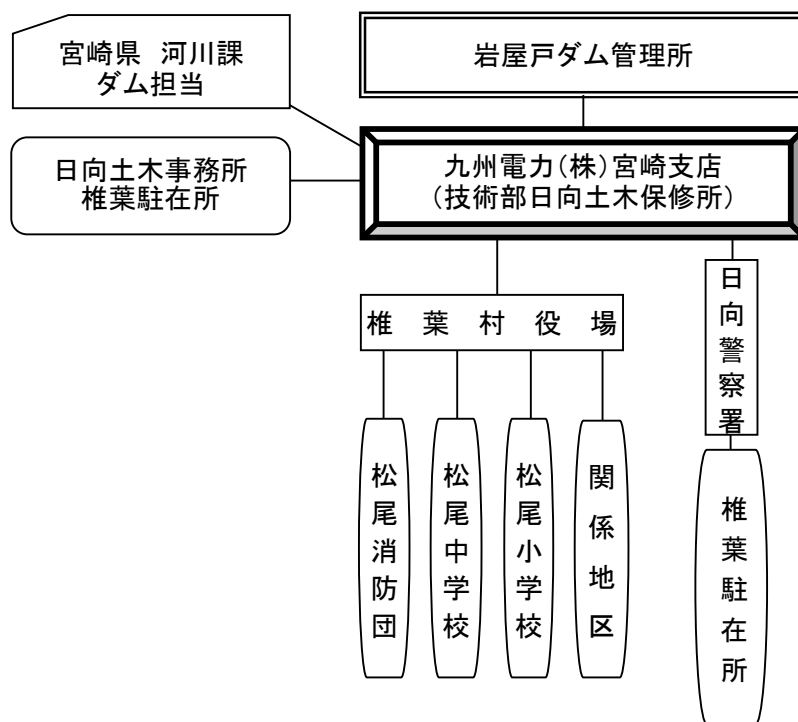 宮崎県 河川課
ダム担当
岩屋戸ダム管理所
日向土木事務所
椎葉駐在所
九州電力(株)宮崎支店
(技術部日向土木保修所)
椎葉村役場
日向警察署
松尾消防団
松尾中学校
松尾小学校
関係地区
椎葉駐在所